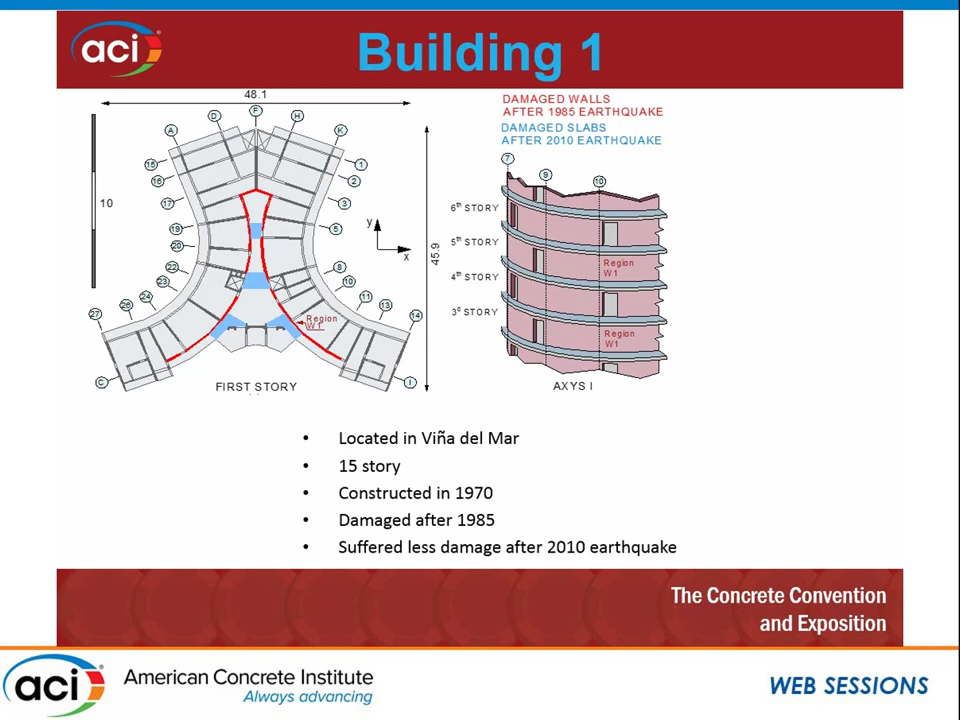 aci
Building 1
48.1
DAMAGED WALLS
AFTER 1985 EARTHQUAKE
DAMAGED SLABS
AFTER 2010 EARTHQUAKE
A
D
F
H
K
15
16
17
19
20
22
23
24
26
27
C
1
2
3
5
8
10
11
13
14
I
10
y
x
45.9
Region
W1
FIRST STORY
7
9
10
6th STORY
5th STORY
4th STORY
3d STORY
Region
W1
Region
W1
AXYS I
• Located in Viña del Mar
• 15 story
• Constructed in 1970
• Damaged after 1985
• Suffered less damage after 2010 earthquake
The Concrete Convention
and Exposition
aci
American Concrete Institute
Always advancing
WEB SESSIONS